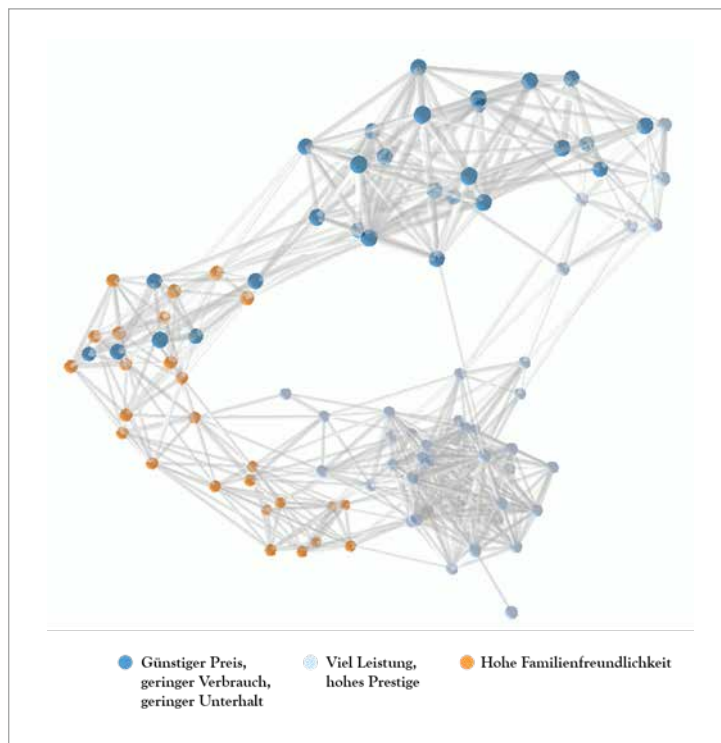 Günstiger Preis,
geringer Verbrauch,
geringer Unterhalt
Viel Leistung,
hohes Prestige
Hohe Familienfreundlichkeit